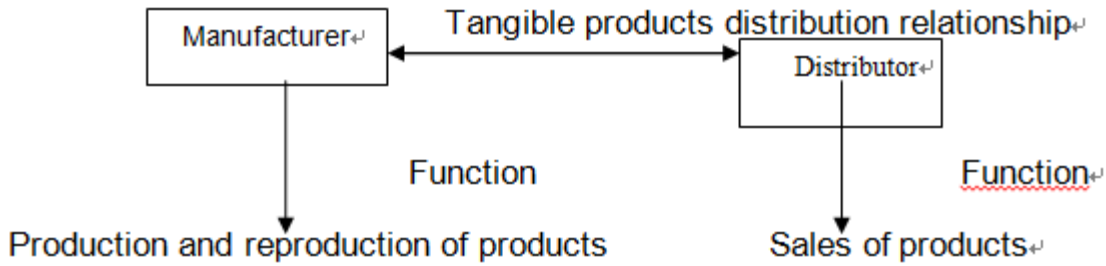 Tangible products distribution relationship
Manufacturer
Distributor
Function
Function
Production and reproduction of products
Sales of products